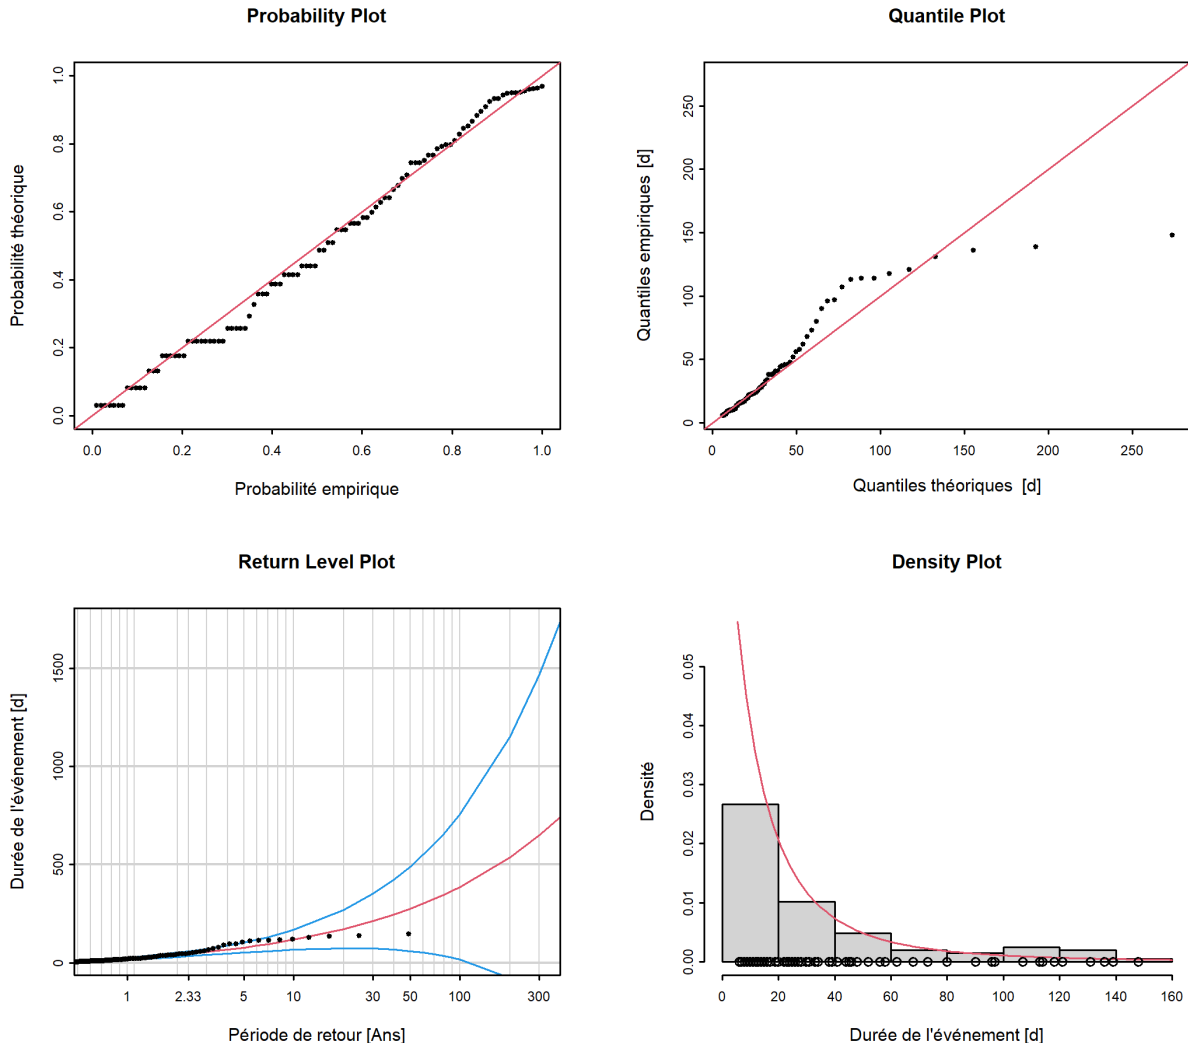 Probability Plot
Probabilité théorique
1.0
0.8
0.6
0.4
0.2
0.0
0.0 0.2 0.4 0.6 0.8 1.0
Probabilité empirique
Quantile Plot
Quantiles empiriques [d]
250
200
150
100
50
0
0 50 100 150 200 250
Quantiles théoriques [d]
Return Level Plot
Durée de l'événement [d]
1500
1000
500
0
1 2.33 5 10 30 50 100 300
Période de retour [Ans]
Density Plot
Densité
0.05
0.04
0.03
0.02
0.01
0.00
0 20 40 60 80 100 120 140 160
Durée de l'événement [d]